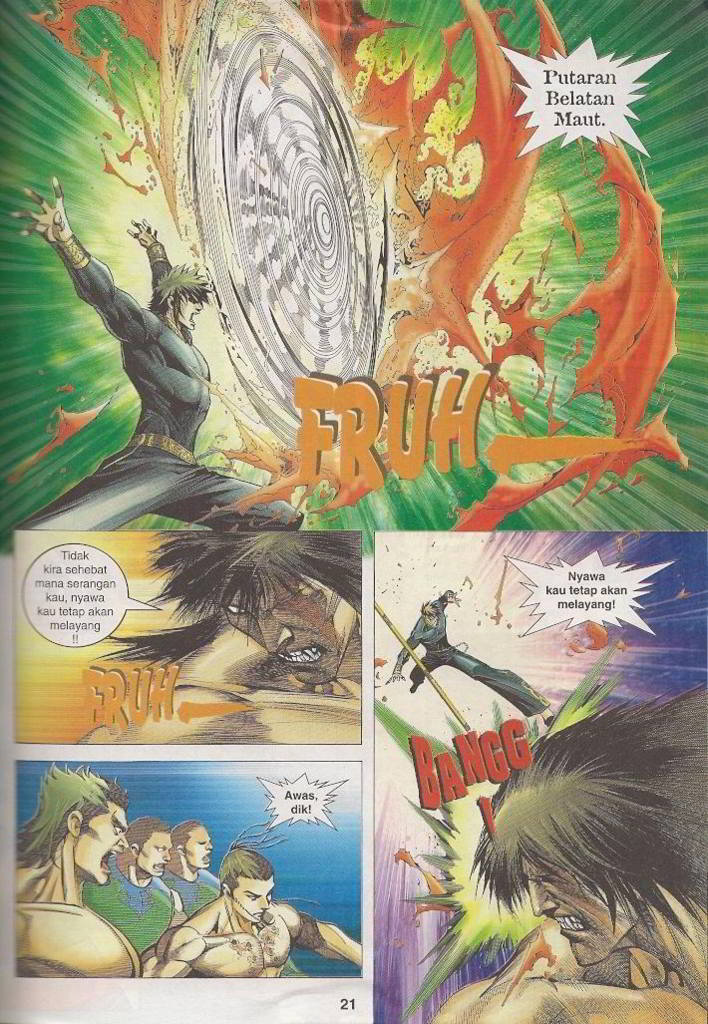 Putaran
Belatan
Maut.
FRUH
Tidak
kira sehebat
mana serangan
kau, nyawa
kau tetap akan
melayang
!!
FRUH
Nyawa
kau tetap akan
melayang!
BANGG
!
Awas,
dik!
21